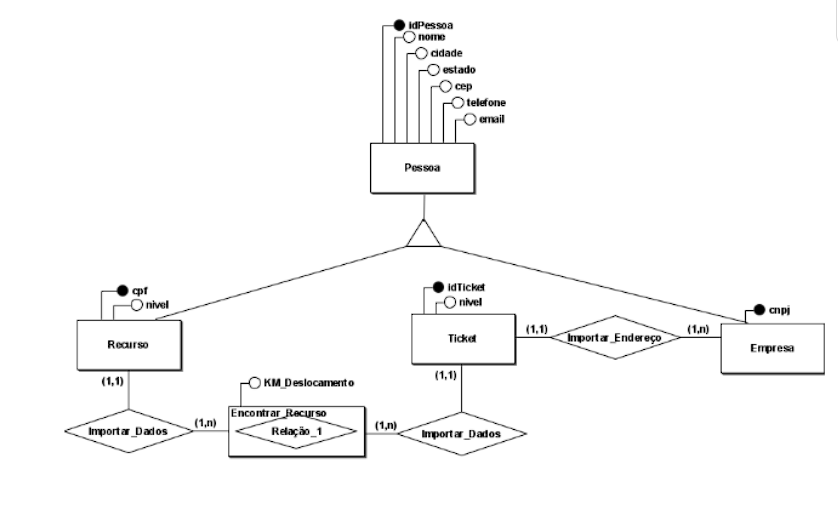 idPessoa
nome
cidade
estado
cep
telefone
email
Pessoa
cpf
nivel
Recurso
(1,1)
idTicket
nivel
Ticket
(1,1)
(1,1)
Importar_Endereço
(1,n)
cnpj
Empresa
KM_Deslocamento
Importar_Dados
(1,n)
Encontrar_Recurso
Relação_1
(1,n)
Importar_Dados